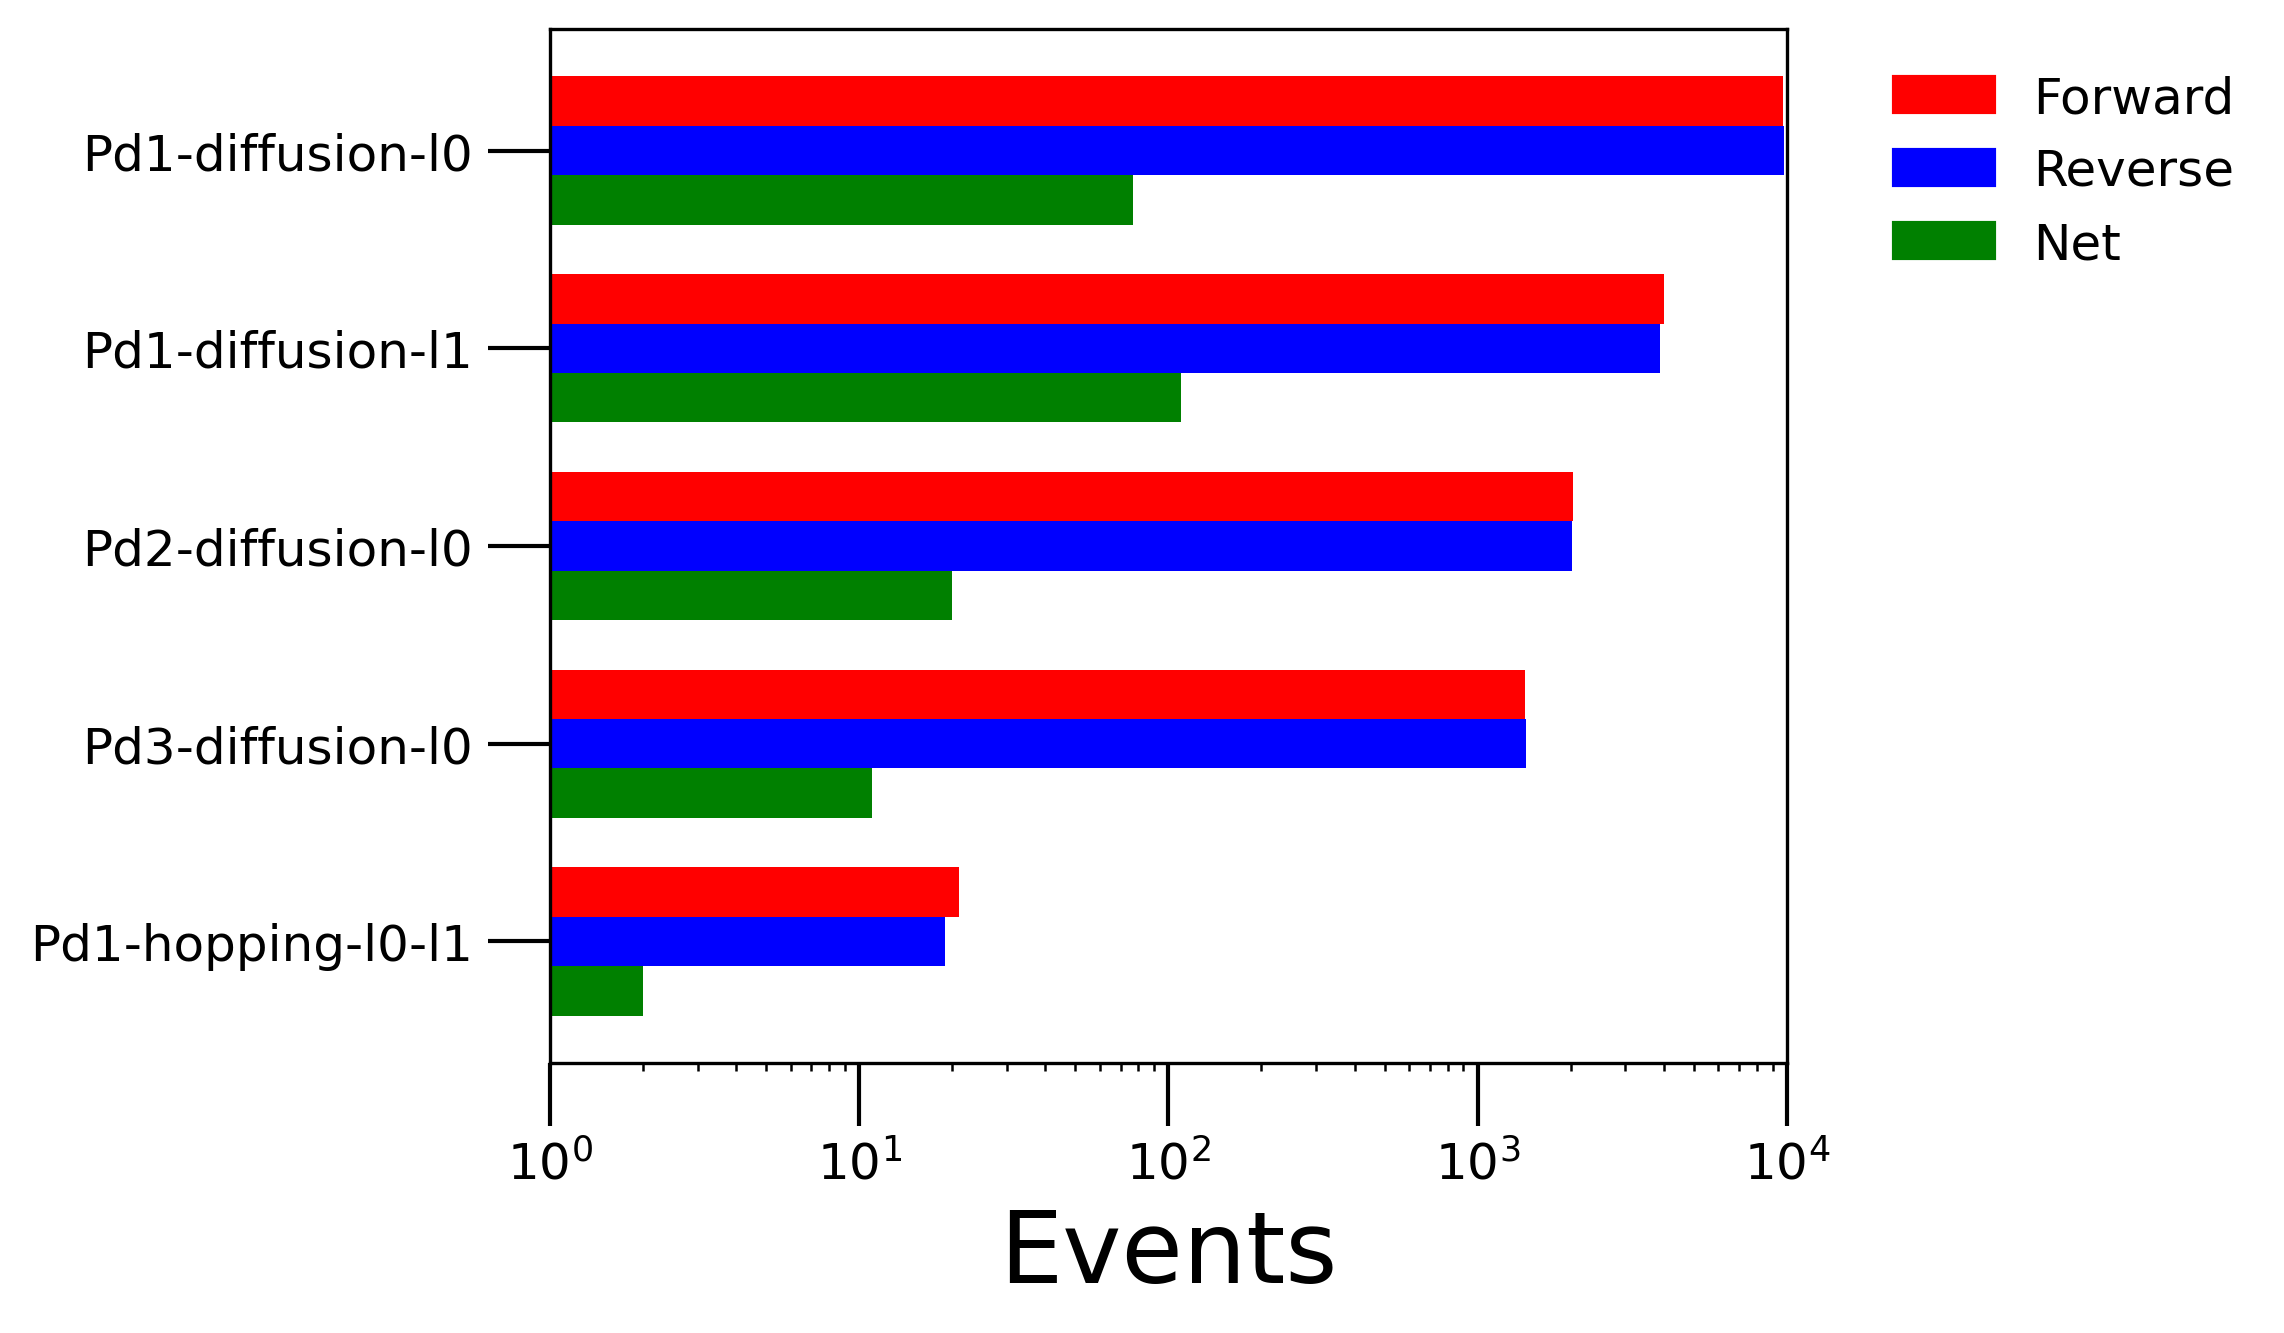 Forward
Reverse
Net
Pd1-diffusion-l0
Pd1-diffusion-l1
Pd2-diffusion-l0
Pd3-diffusion-l0
Pd1-hopping-l0-l1
10⁰ 10¹ 10² 10³ 10⁴
Events